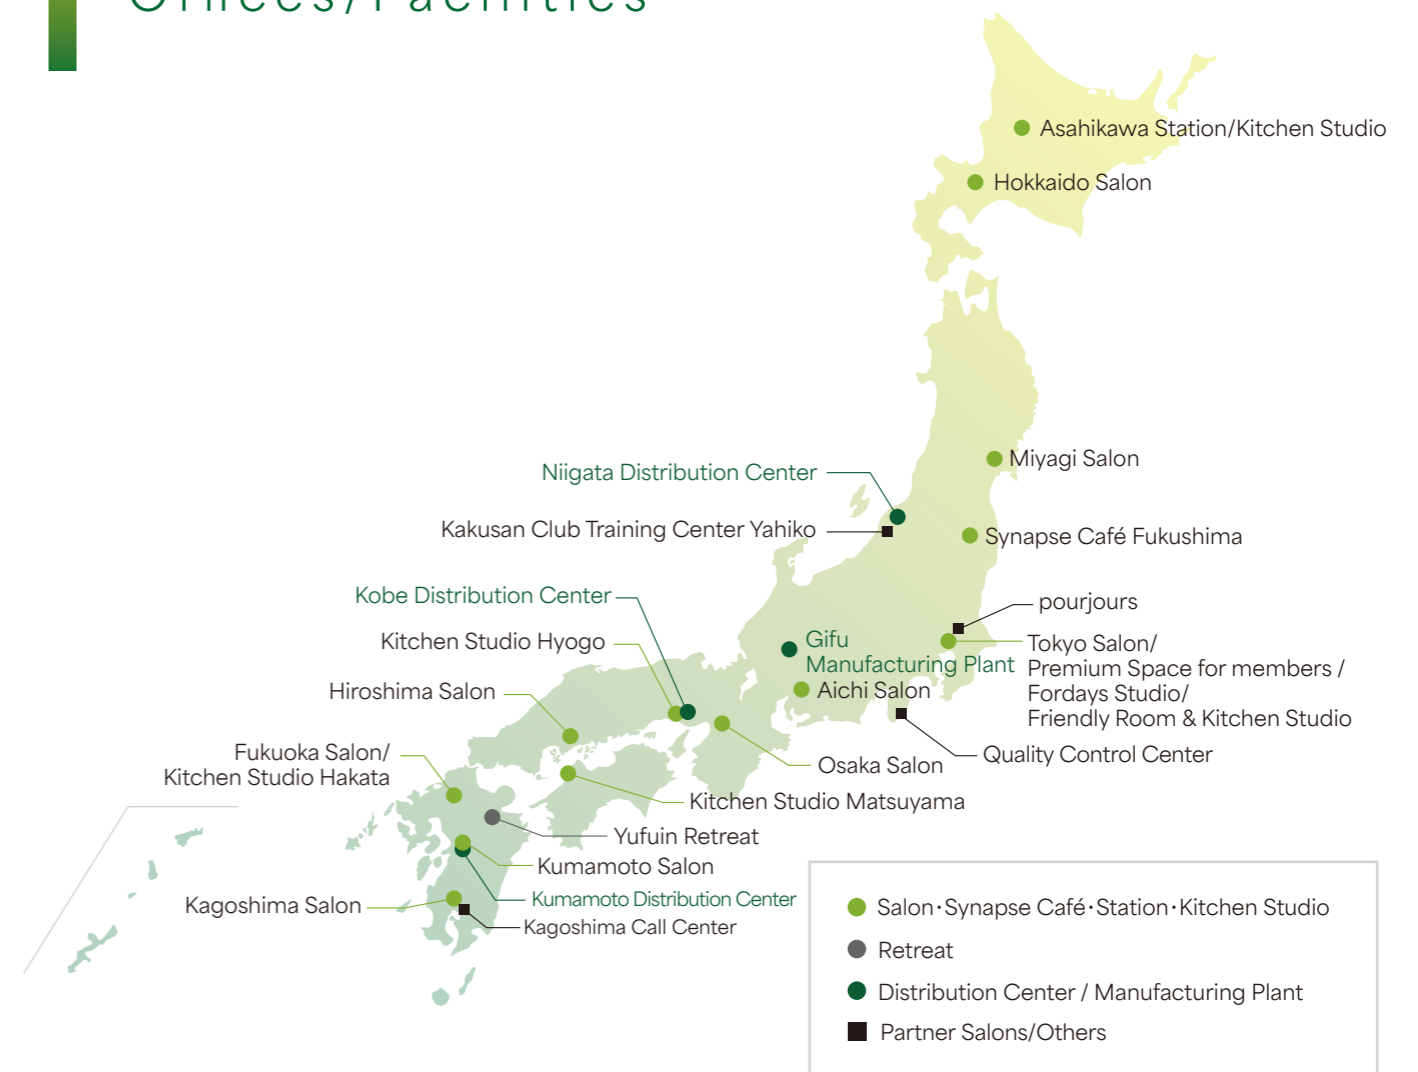 Offices/Facilities
Asahikawa Station/Kitchen Studio
Hokkaido Salon
Miyagi Salon
Niigata Distribution Center
Kakusan Club Training Center Yahiko
Synapse Café Fukushima
Kobe Distribution Center
pourjours
Kitchen Studio Hyogo
Gifu
Manufacturing Plant
Tokyo Salon/
Premium Space for members /
Fordays Studio/
Friendly Room & Kitchen Studio
Hiroshima Salon
Aichi Salon
Fukuoka Salon/
Kitchen Studio Hakata
Osaka Salon
Quality Control Center
Kitchen Studio Matsuyama
Yufuin Retreat
Kumamoto Salon
Kagoshima Salon
Kumamoto Distribution Center
Kagoshima Call Center
Salon・Synapse Café・Station・Kitchen Studio
Retreat
Distribution Center / Manufacturing Plant
Partner Salons/Others